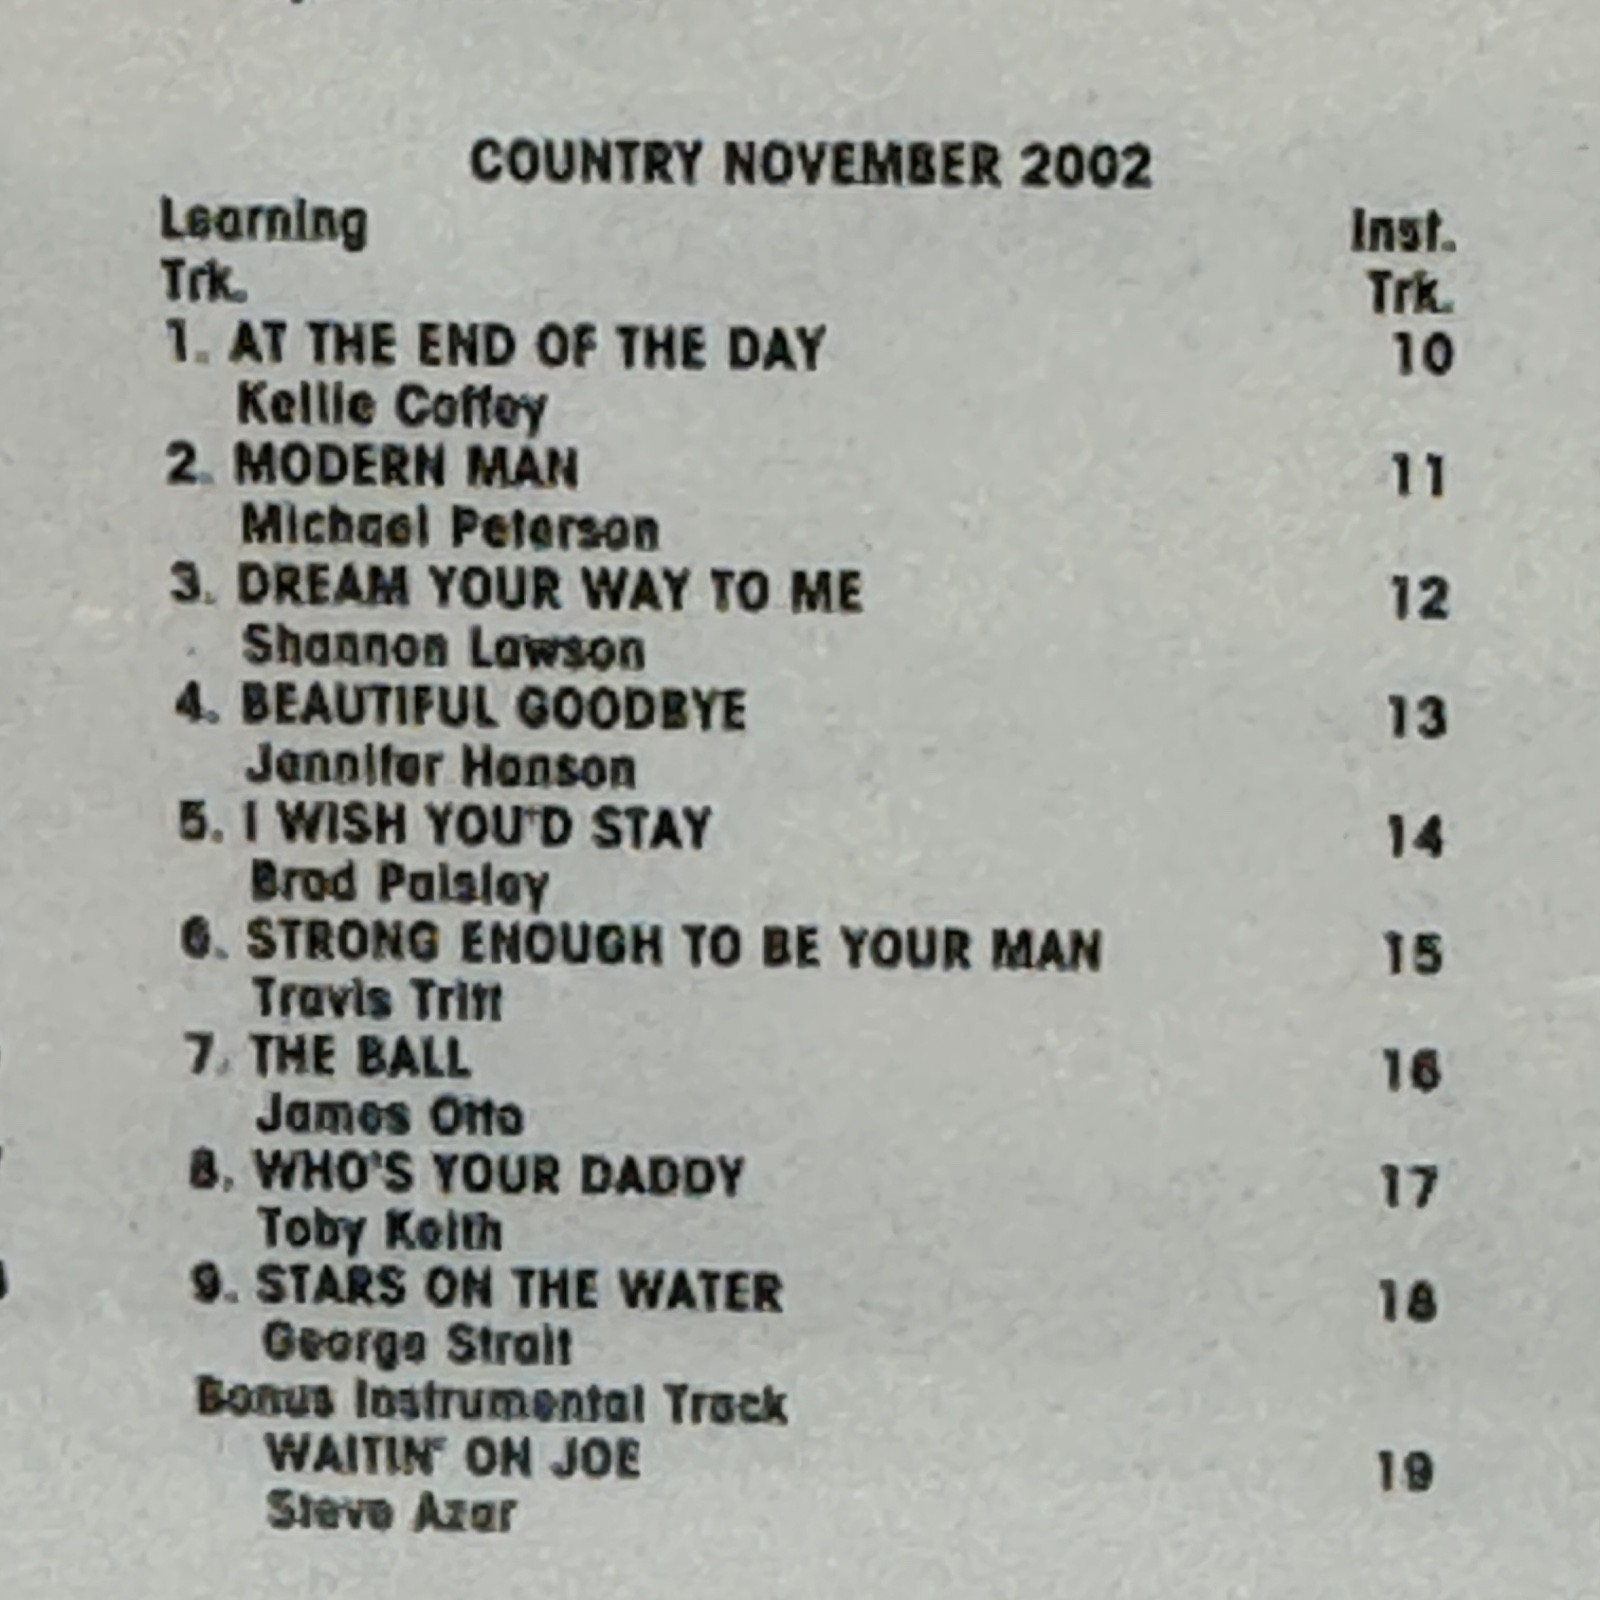 COUNTRY NOVEMBER 2002
Learning Inst.
Trk. Trk.
1. AT THE END OF THE DAY 10
Kellie Coffey
2. MODERN MAN 11
Michael Peterson
3. DREAM YOUR WAY TO ME 12
Shannon Lawson
4. BEAUTIFUL GOODBYE 13
Jennifer Hanson
5. I WISH YOU'D STAY 14
Brad Paisley
6. STRONG ENOUGH TO BE YOUR MAN 15
Travis Tritt
7. THE BALL 16
James Otto
8. WHO'S YOUR DADDY 17
Toby Keith
9. STARS ON THE WATER 18
George Strait
Bonus Instrumental Track
WAITIN' ON JOE 19
Steve Azar